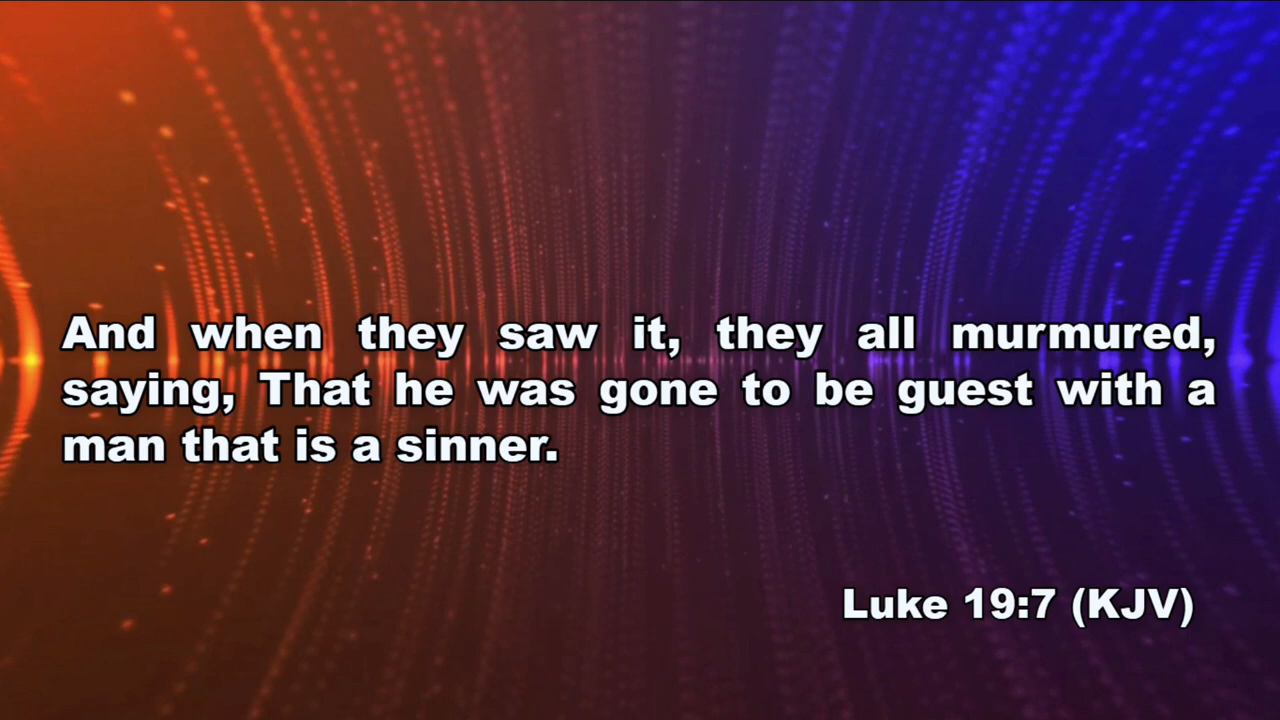 And when they saw it, they all murmured,
saying, That he was gone to be guest with a
man that is a sinner.
Luke 19:7 (KJV)